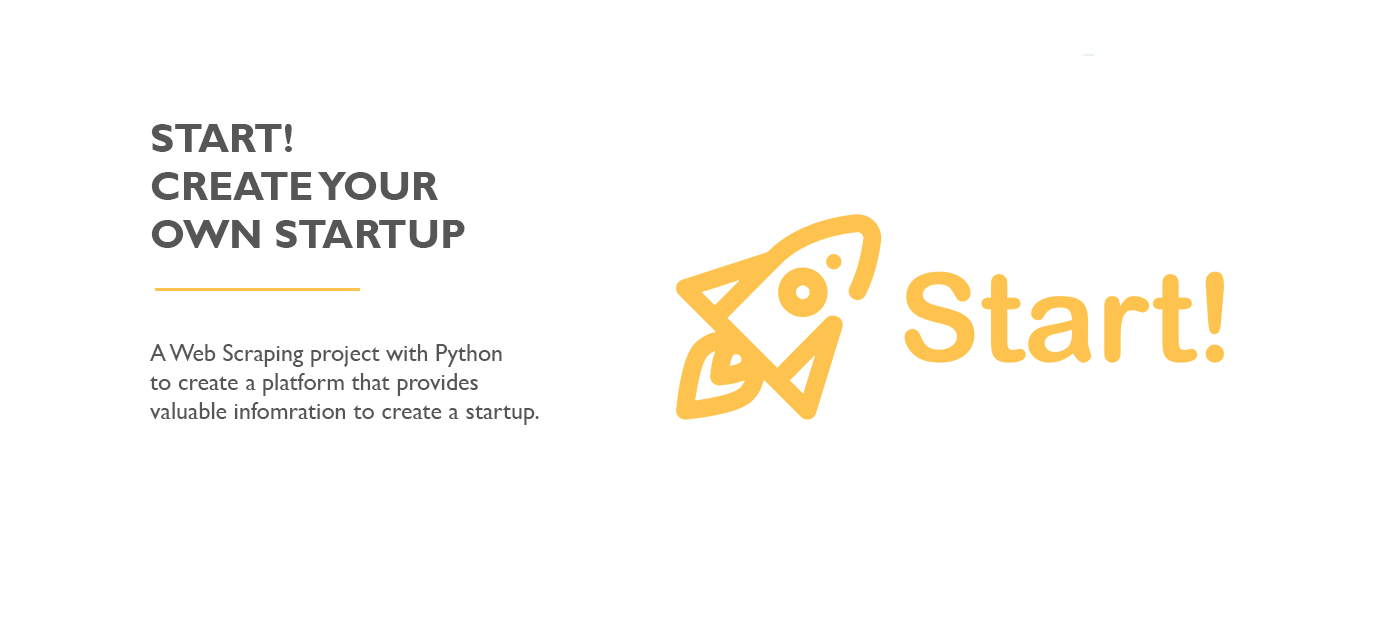 START!
CREATE YOUR
OWN STARTUP
A Web Scraping project with Python
to create a platform that provides
valuable infomration to create a startup.
Start!